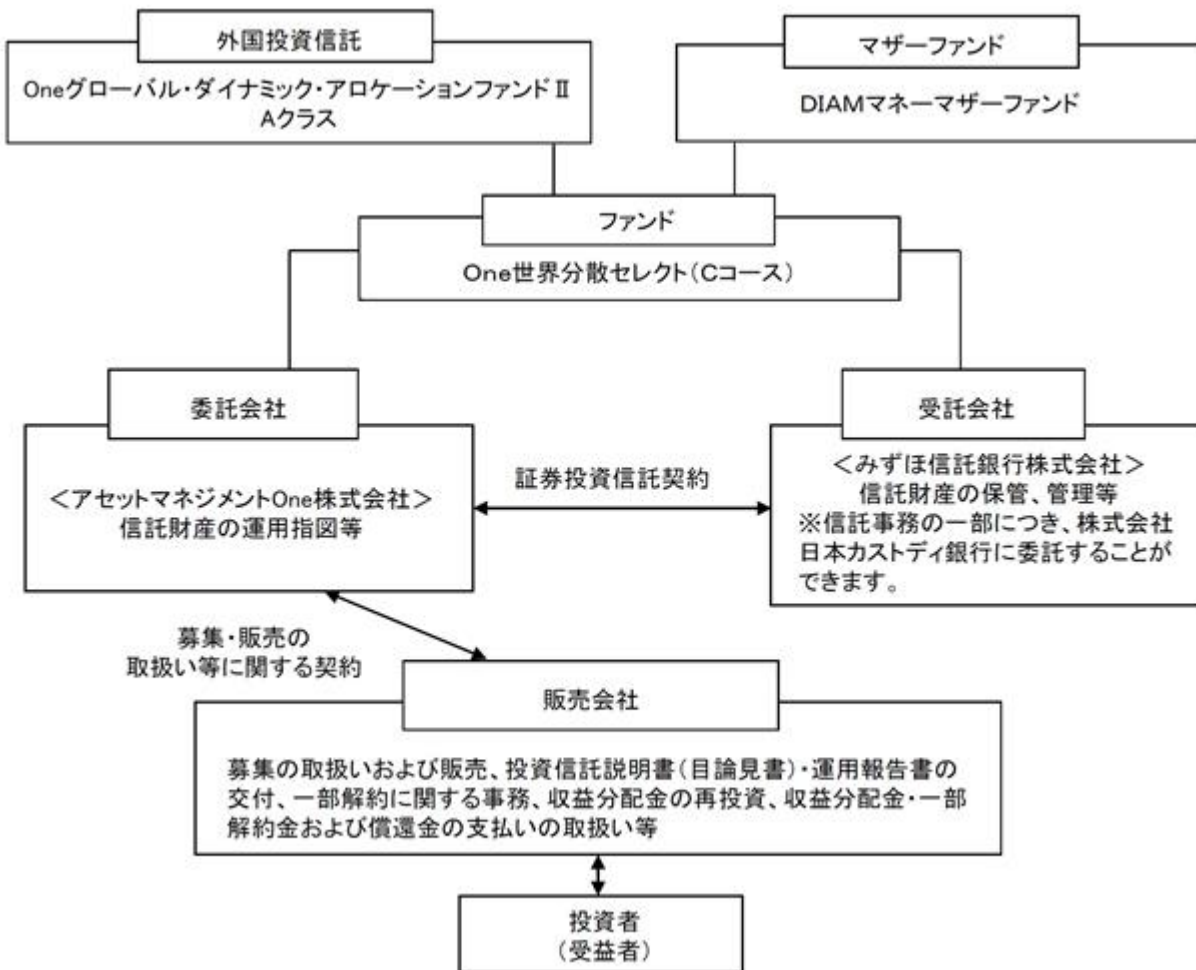 外国投資信託
Oneグローバル・ダイナミック・アロケーションファンドⅡ
Aクラス
マザーファンド
DIAMマネーマザーファンド
ファンド
One世界分散セレクト(Cコース)
委託会社
<アセットマネジメントOne株式会社>
信託財産の運用指図等
証券投資信託契約
受託会社
<みずほ信託銀行株式会社>
信託財産の保管、管理等
※信託事務の一部につき、株式会社
日本カストディ銀行に委託することが
できます。
募集・販売の
取扱い等に関する契約
販売会社
募集の取扱いおよび販売、投資信託説明書(目論見書)・運用報告書の
交付、一部解約に関する事務、収益分配金の再投資、収益分配金・一部
解約金および償還金の支払いの取扱い等
投資者
(受益者)